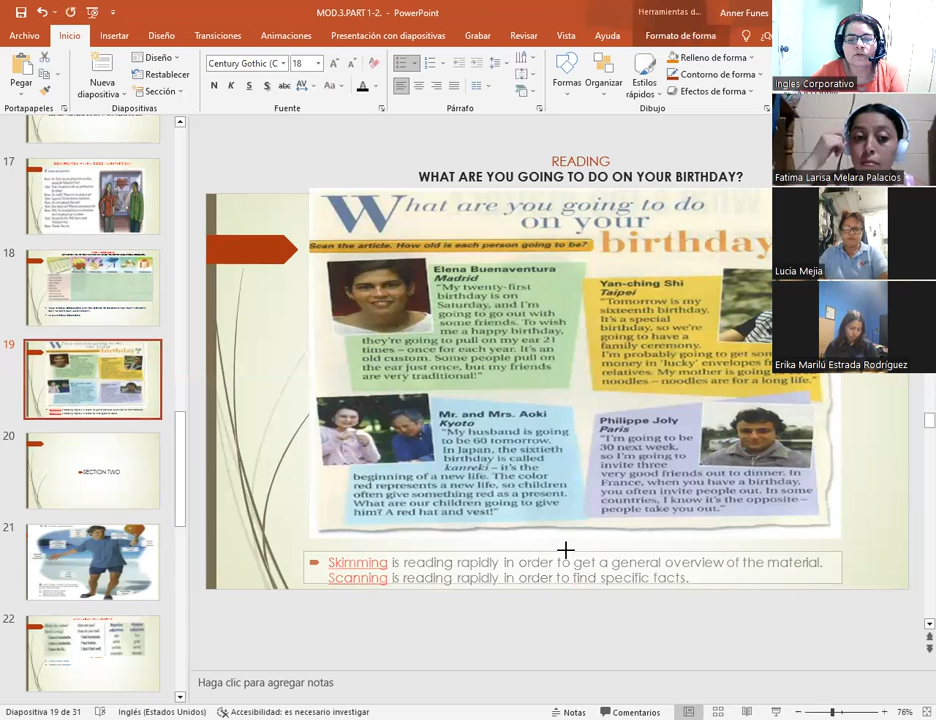 MOD.3.PART 1-2. - PowerPoint
Herramientas d...
Anner Funes
Archivo
Inicio
Insertar
Diseño
Transiciones
Animaciones
Presentación con diapositivas
Grabar
Revisar
Vista
Ayuda
Formato de forma
Pegar
Nueva
diapositiva
Diseño
Restablecer
Sección
Century Gothic (C
18
N K S S abc AV Aa A
Formas
Organizar
Estilos
rápidos
Relleno de forma
Contorno de forma
Efectos de forma
Portapapeles
Diapositivas
Fuente
Párrafo
Dibujo
Ingles Corporativo
Fatima Larisa Melara Palacios
Lucia Mejia
Erika Marilú Estrada Rodríguez
17
18
19
20
SECTION TWO
21
22
READING
WHAT ARE YOU GOING TO DO ON YOUR BIRTHDAY?
What are you going to do
on your
birthday
Scan the article. How old is each person going to be?
Elena Buenaventura
Madrid
"My twenty-first
birthday is on
Saturday, and I'm
going to go out with
some friends. To wish
me a happy birthday,
they're going to pull on my ear 21
times – once for each year. It's an
old custom. Some people pull on
the ear just once, but my friends
are very traditional!"
Yan-ching Shi
Taipei
"Tomorrow is my
sixteenth birthday.
It's a special
birthday, so we're
going to have a
family ceremony.
I'm probably going to get som
money in 'lucky' envelopes f
relatives. My mother is going
noodles – noodles are for a long life."
Mr. and Mrs. Aoki
Kyoto
"My husband is going
to be 60 tomorrow.
In Japan, the sixtieth
birthday is called
kanreki – it's the
beginning of a new life. The color
red represents a new life, so children
often give something red as a present.
What are our children going to give
him? A red hat and vest!"
Philippe Joly
Paris
"I'm going to be
30 next week,
so I'm going to
invite three
very good friends out to dinner. In
France, when you have a birthday,
you often invite people out. In some
countries, I know it's the opposite –
people take you out."
Skimming is reading rapidly in order to get a general overview of the material.
Scanning is reading rapidly in order to find specific facts.
Haga clic para agregar notas
Diapositiva 19 de 31
Inglés (Estados Unidos)
Accesibilidad: es necesario investigar
Notas
Comentarios
76%